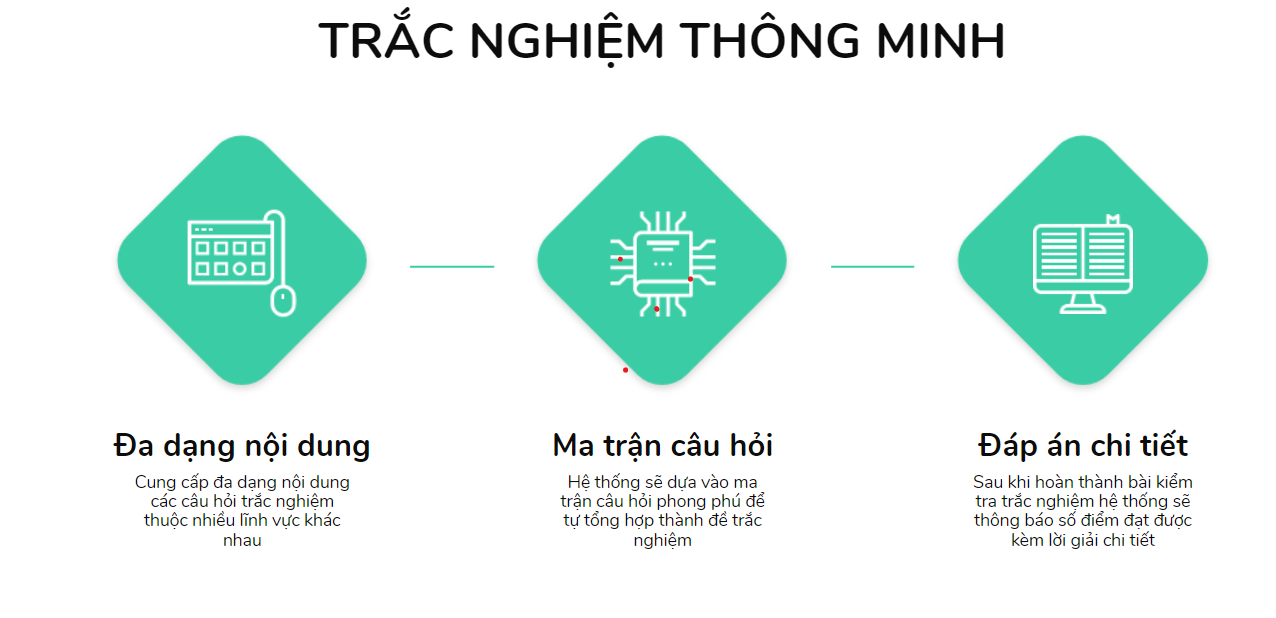 TRẮC NGHIỆM THÔNG MINH
Đa dạng nội dung
Cung cấp đa dạng nội dung
các câu hỏi trắc nghiệm
thuộc nhiều lĩnh vực khác
nhau
Ma trận câu hỏi
Hệ thống sẽ dựa vào ma
trận câu hỏi phong phú để
tự tổng hợp thành đề trắc
nghiệm
Đáp án chi tiết
Sau khi hoàn thành bài kiểm
tra trắc nghiệm hệ thống sẽ
thông báo số điểm đạt được
kèm lời giải chi tiết